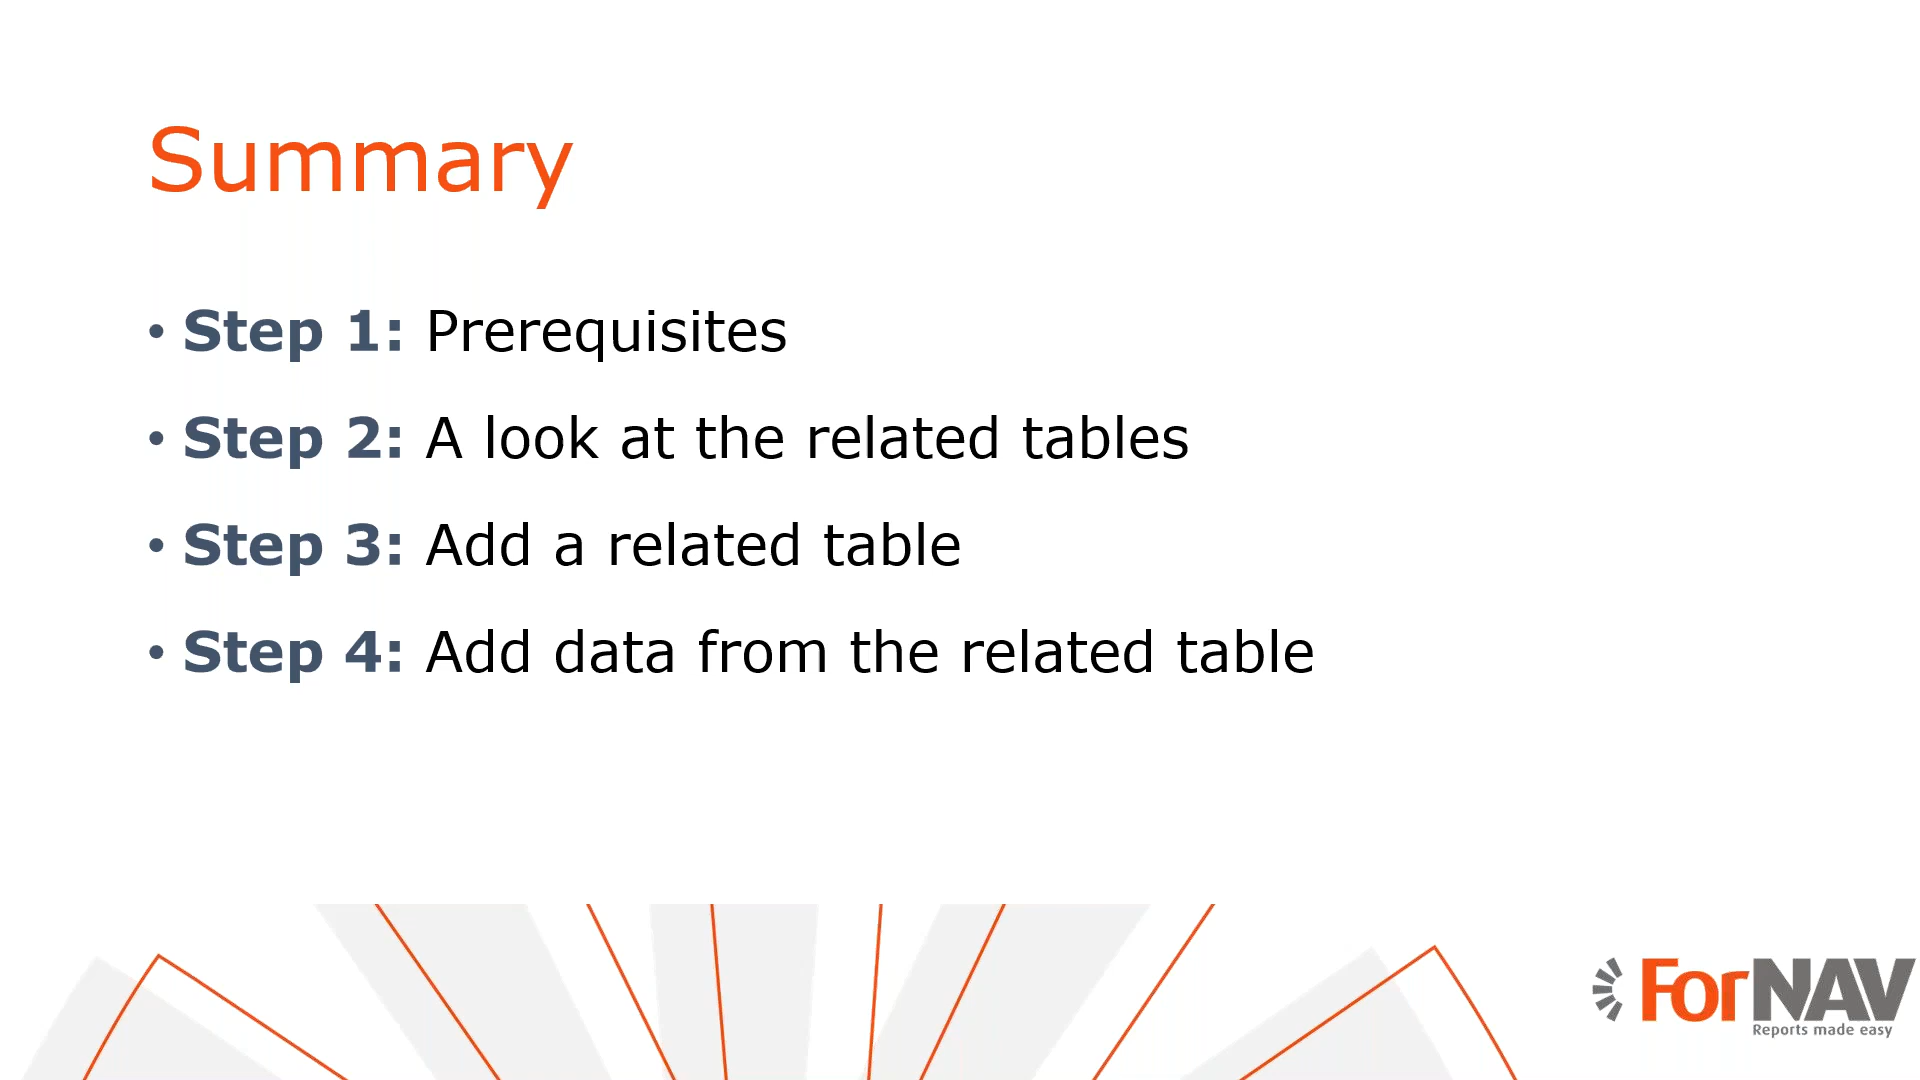 Summary
• Step 1: Prerequisites
• Step 2: A look at the related tables
• Step 3: Add a related table
• Step 4: Add data from the related table
ForNAV
Reports made easy